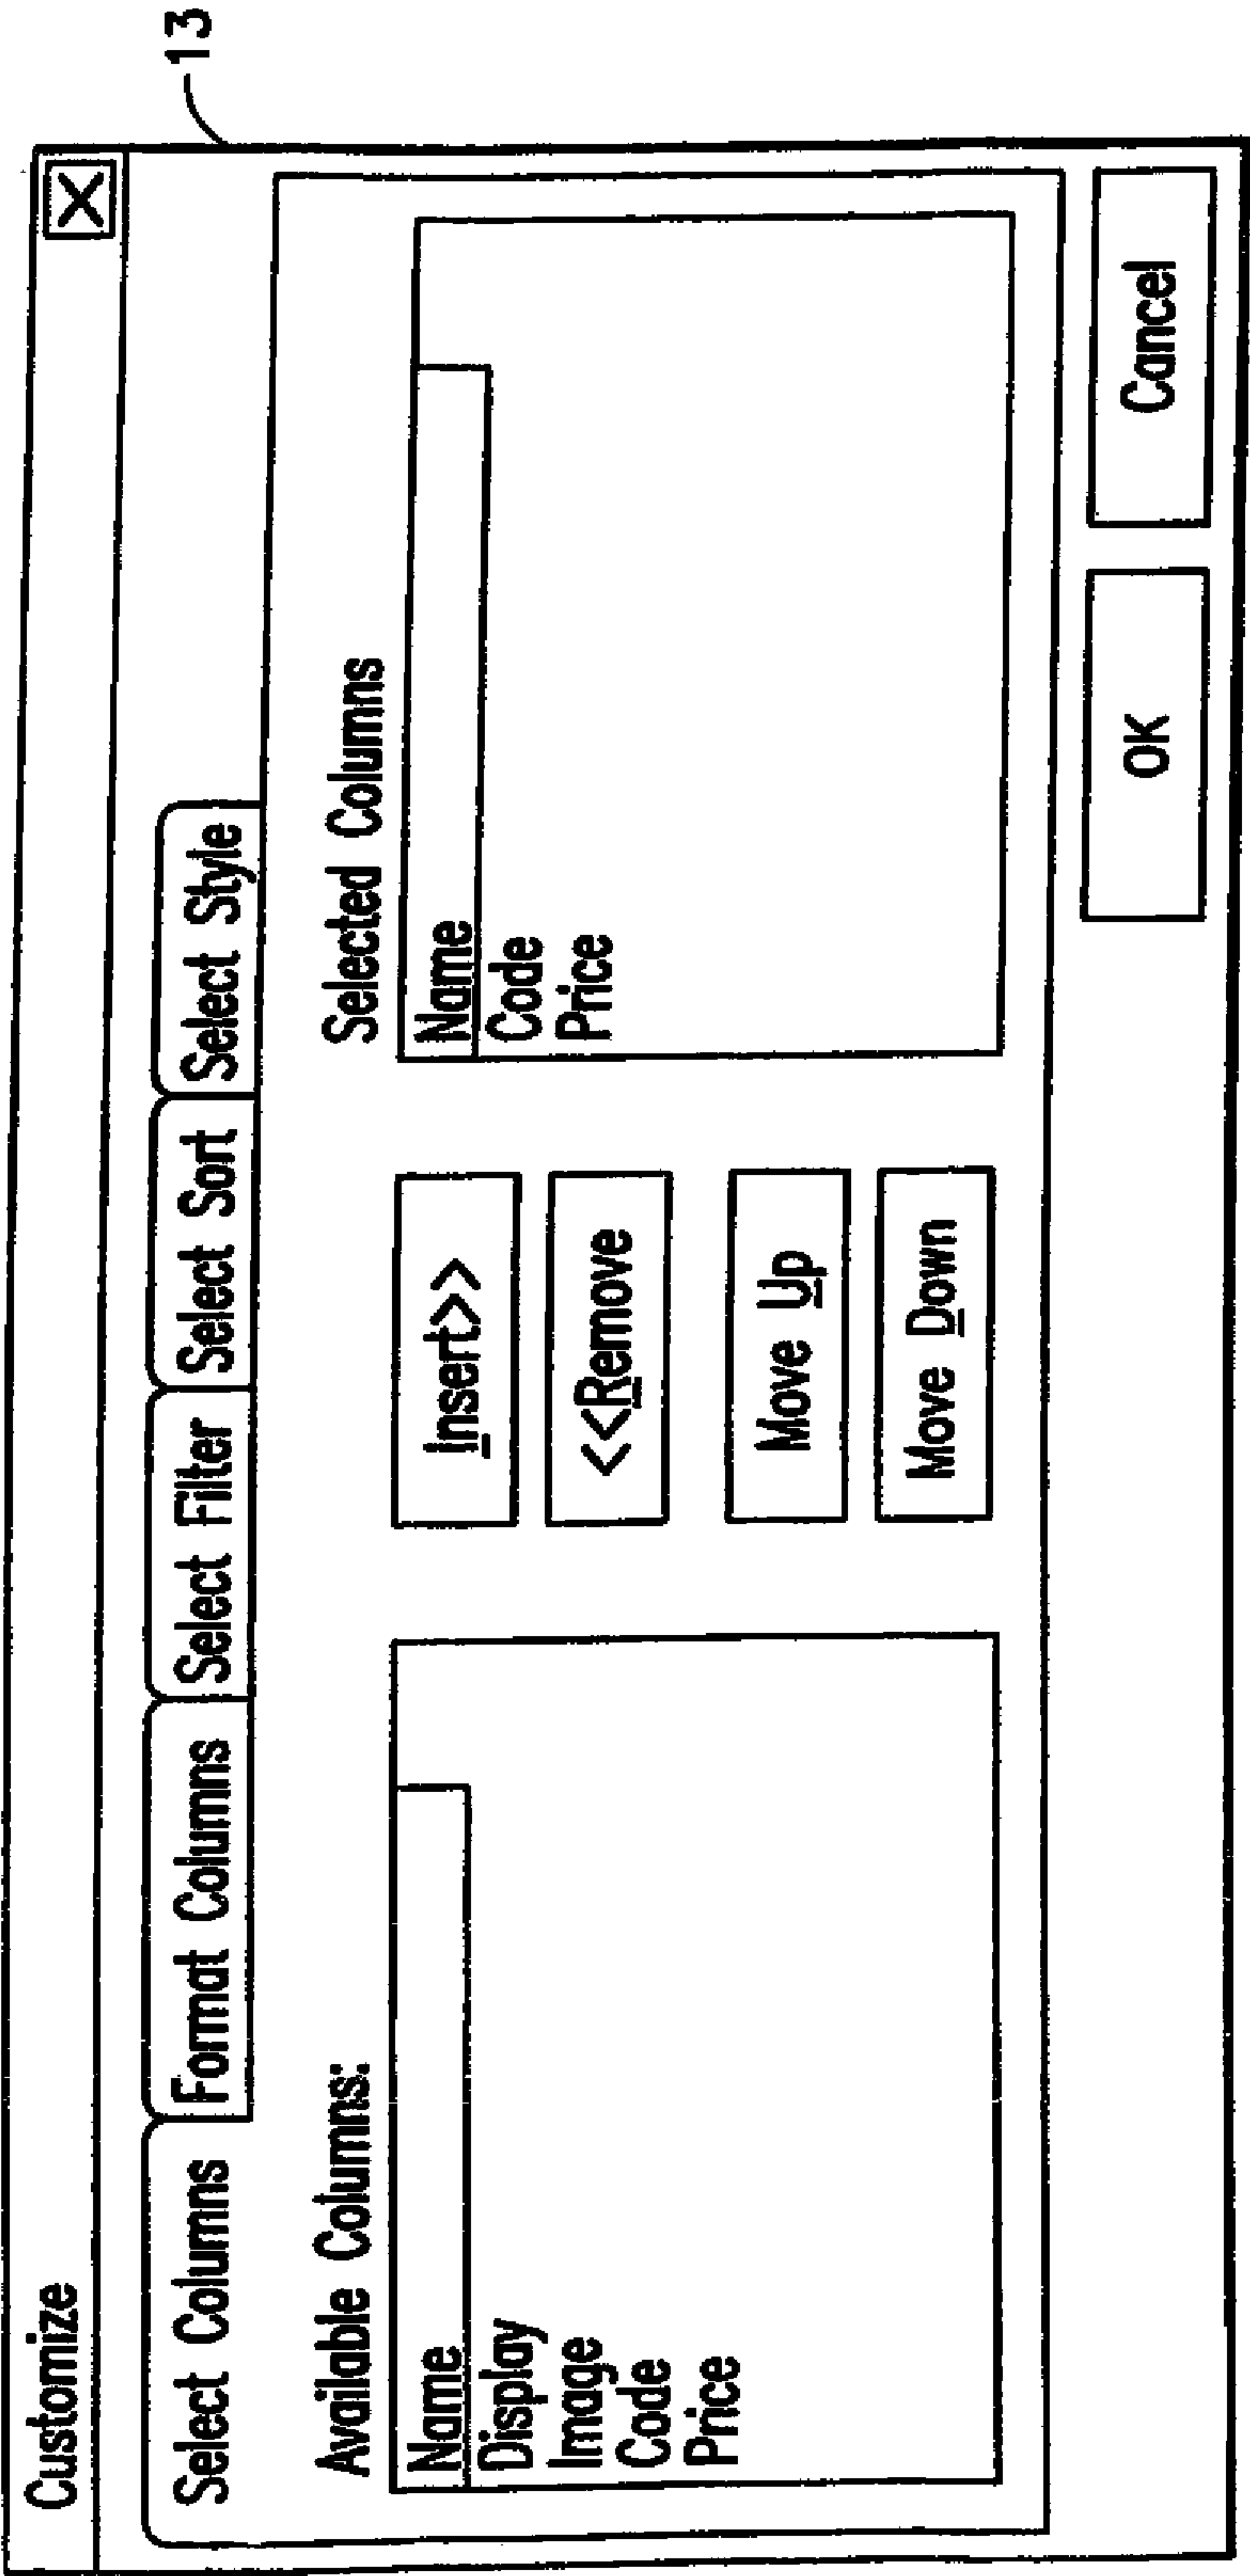 13
Customize
Select Columns Format Columns Select Filter Select Sort Select Style
Available Columns:
Name
Display
Image
Code
Price
Insert>>
<<Remove
Move Up
Move Down
Selected Columns
Name
Code
Price
OK Cancel